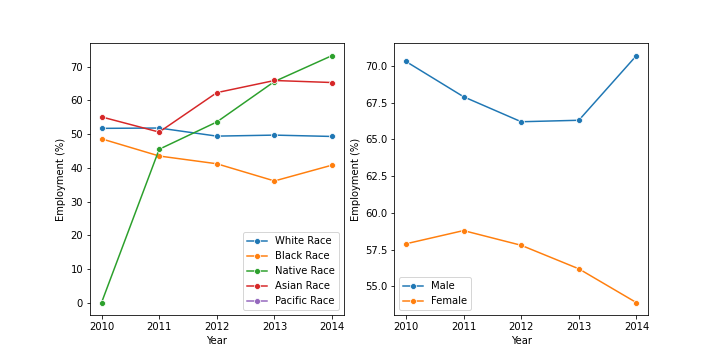 Employment (%)
70
60
50
40
30
20
10
0
2010 2011 2012 2013 2014
Year
White Race
Black Race
Native Race
Asian Race
Pacific Race
Employment (%)
70.0
67.5
65.0
62.5
60.0
57.5
55.0
2010 2011 2012 2013 2014
Year
Male
Female